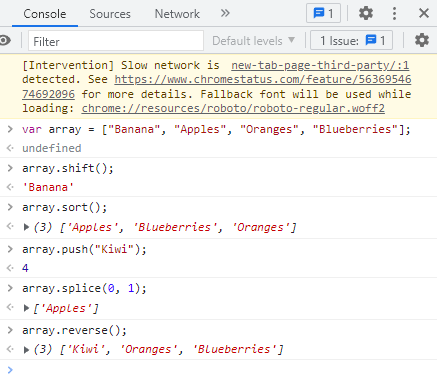 Console Sources Network » 1
Filter Default levels ▾ 1 Issue: 1
[Intervention] Slow network is new-tab-page-third-party/:1
detected. See https://www.chromestatus.com/feature/56369546
74692096 for more details. Fallback font will be used while
loading: chrome://resources/roboto/roboto-regular.woff2
> var array = ["Banana", "Apples", "Oranges", "Blueberries"];
undefined
> array.shift();
'Banana'
> array.sort();
▶ (3) ['Apples', 'Blueberries', 'Oranges']
> array.push("Kiwi");
4
> array.splice(0, 1);
▶ ['Apples']
> array.reverse();
▶ (3) ['Kiwi', 'Oranges', 'Blueberries']
>